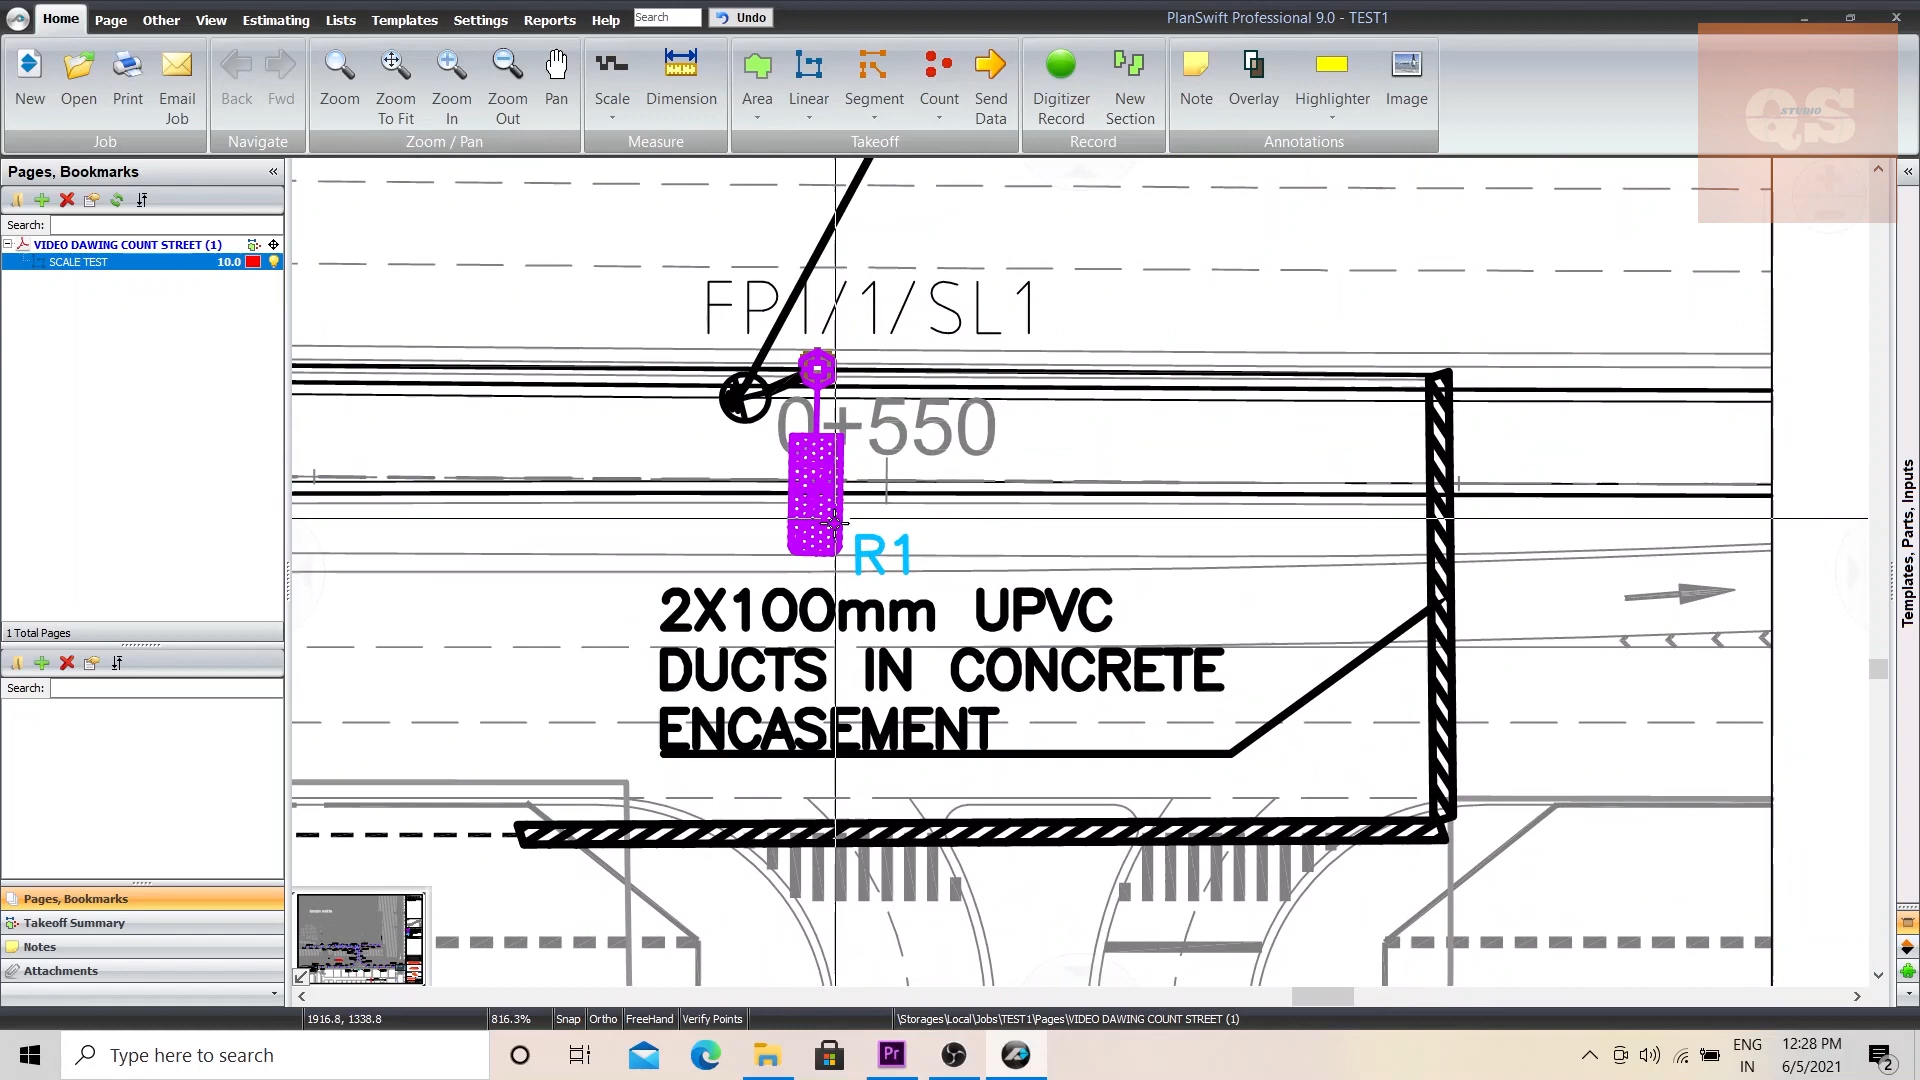 Home Page Other View Estimating Lists Templates Settings Reports Help Search Undo
PlanSwift Professional 9.0 - TEST1
New Open Print Email Job
Back Fwd
Zoom Zoom To Fit Zoom In Zoom Out Pan
Scale Dimension
Area Linear Segment Count Send Data
Digitizer Record New Section
Note Overlay Highlighter Image
Job Navigate Zoom / Pan Measure Takeoff Record Annotations
QS STUDIO
Pages, Bookmarks
Search:
VIDEO DAWING COUNT STREET (1)
SCALE TEST 10.0
1 Total Pages
Search:
Pages, Bookmarks
Takeoff Summary
Notes
Attachments
FP1/1/SL1
0+550
R1
2X100mm UPVC
DUCTS IN CONCRETE
ENCASEMENT
Templates, Parts, Inputs
1916.8, 1338.8 816.3% Snap Ortho FreeHand Verify Points \Storages\Local\Jobs\TEST1\Pages\VIDEO DAWING COUNT STREET (1)
Type here to search
Pr
ENG
IN
12:28 PM
6/5/2021
2